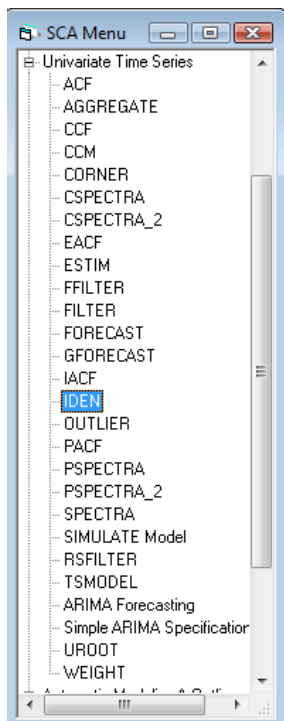 SCA Menu
Univariate Time Series
ACF
AGGREGATE
CCF
CCM
CORNER
CSPECTRA
CSPECTRA_2
EACF
ESTIM
FFILTER
FILTER
FORECAST
GFORECAST
IACF
IDEN
OUTLIER
PACF
PSPECTRA
PSPECTRA_2
SPECTRA
SIMULATE Model
RSFILTER
TSMODEL
ARIMA Forecasting
Simple ARIMA Specification
UROOT
WEIGHT